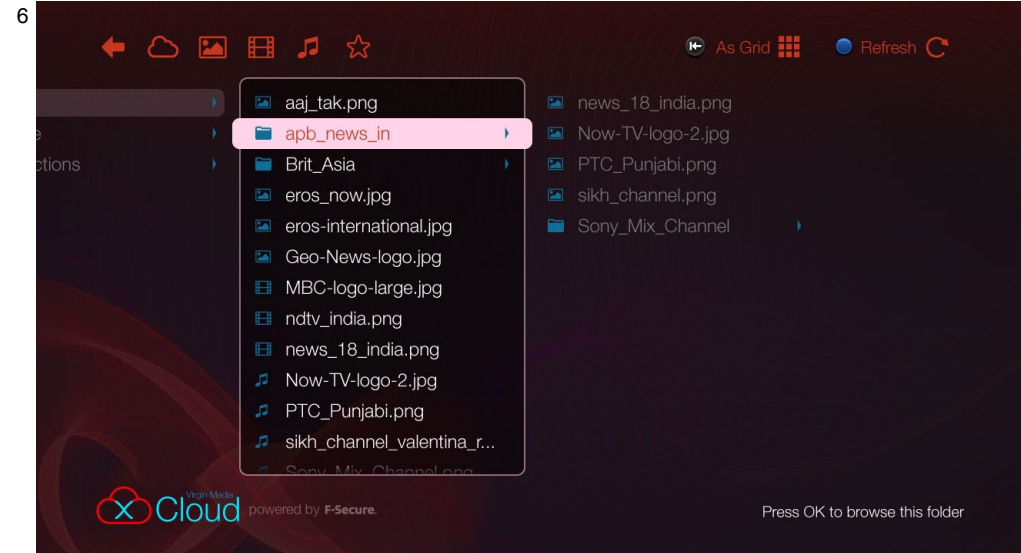 6
As Grid
Refresh
e
ctions
aaj_tak.png
apb_news_in
Brit_Asia
eros_now.jpg
eros-international.jpg
Geo-News-logo.jpg
MBC-logo-large.jpg
ndtv_india.png
news_18_india.png
Now-TV-logo-2.jpg
PTC_Punjabi.png
sikh_channel_valentina_r...
Sony_Mix_Channel.png
news_18_india.png
Now-TV-logo-2.jpg
PTC_Punjabi.png
sikh_channel.png
Sony_Mix_Channel
Virgin Media
x Cloud
powered by F-Secure.
Press OK to browse this folder